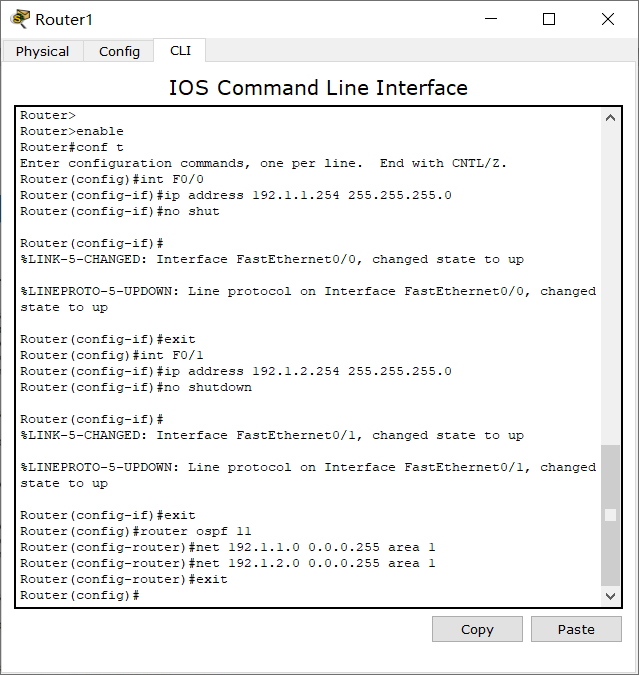 Router1
Physical Config CLI
IOS Command Line Interface
Router>
Router>enable
Router#conf t
Enter configuration commands, one per line.  End with CNTL/Z.
Router(config)#int F0/0
Router(config-if)#ip address 192.1.1.254 255.255.255.0
Router(config-if)#no shut
Router(config-if)#
%LINK-5-CHANGED: Interface FastEthernet0/0, changed state to up
%LINEPROTO-5-UPDOWN: Line protocol on Interface FastEthernet0/0, changed
state to up
Router(config-if)#exit
Router(config)#int F0/1
Router(config-if)#ip address 192.1.2.254 255.255.255.0
Router(config-if)#no shutdown
Router(config-if)#
%LINK-5-CHANGED: Interface FastEthernet0/1, changed state to up
%LINEPROTO-5-UPDOWN: Line protocol on Interface FastEthernet0/1, changed
state to up
Router(config-if)#exit
Router(config)#router ospf 11
Router(config-router)#net 192.1.1.0 0.0.0.255 area 1
Router(config-router)#net 192.1.2.0 0.0.0.255 area 1
Router(config-router)#exit
Router(config)#
Copy Paste